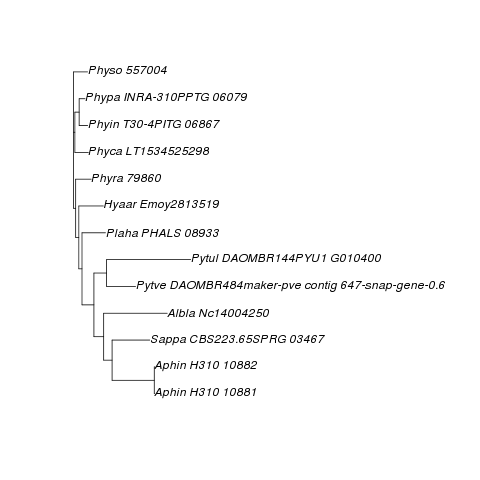 Physo 557004
Phypa INRA-310PPTG 06079
Phyin T30-4PITG 06867
Phyca LT1534525298
Phyra 79860
Hyaar Emoy2813519
Plaha PHALS 08933
Pytul DAOMBR144PYU1 G010400
Pytve DAOMBR484maker-pve contig 647-snap-gene-0.6
Albla Nc14004250
Sappa CBS223.65SPRG 03467
Aphin H310 10882
Aphin H310 10881